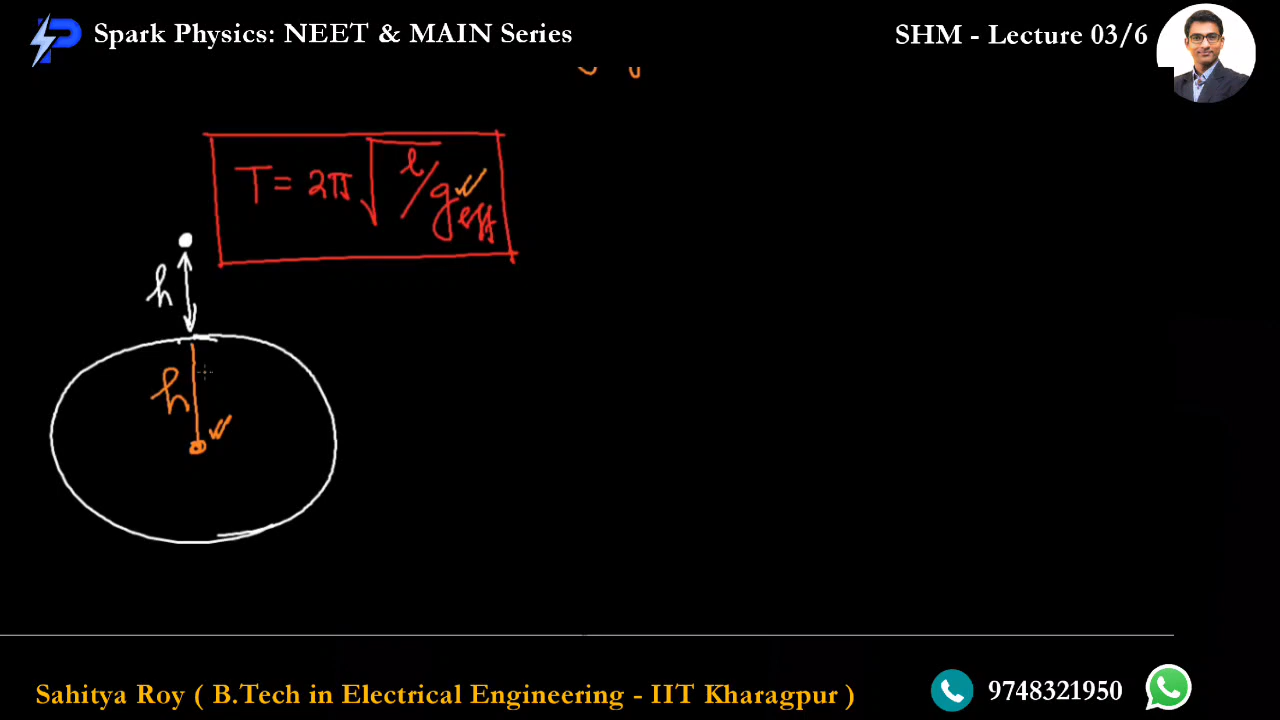 Spark Physics: NEET & MAIN Series
SHM - Lecture 03/6
T = 2π √l/g eff
h
h
Sahitya Roy ( B.Tech in Electrical Engineering - IIT Kharagpur )
9748321950